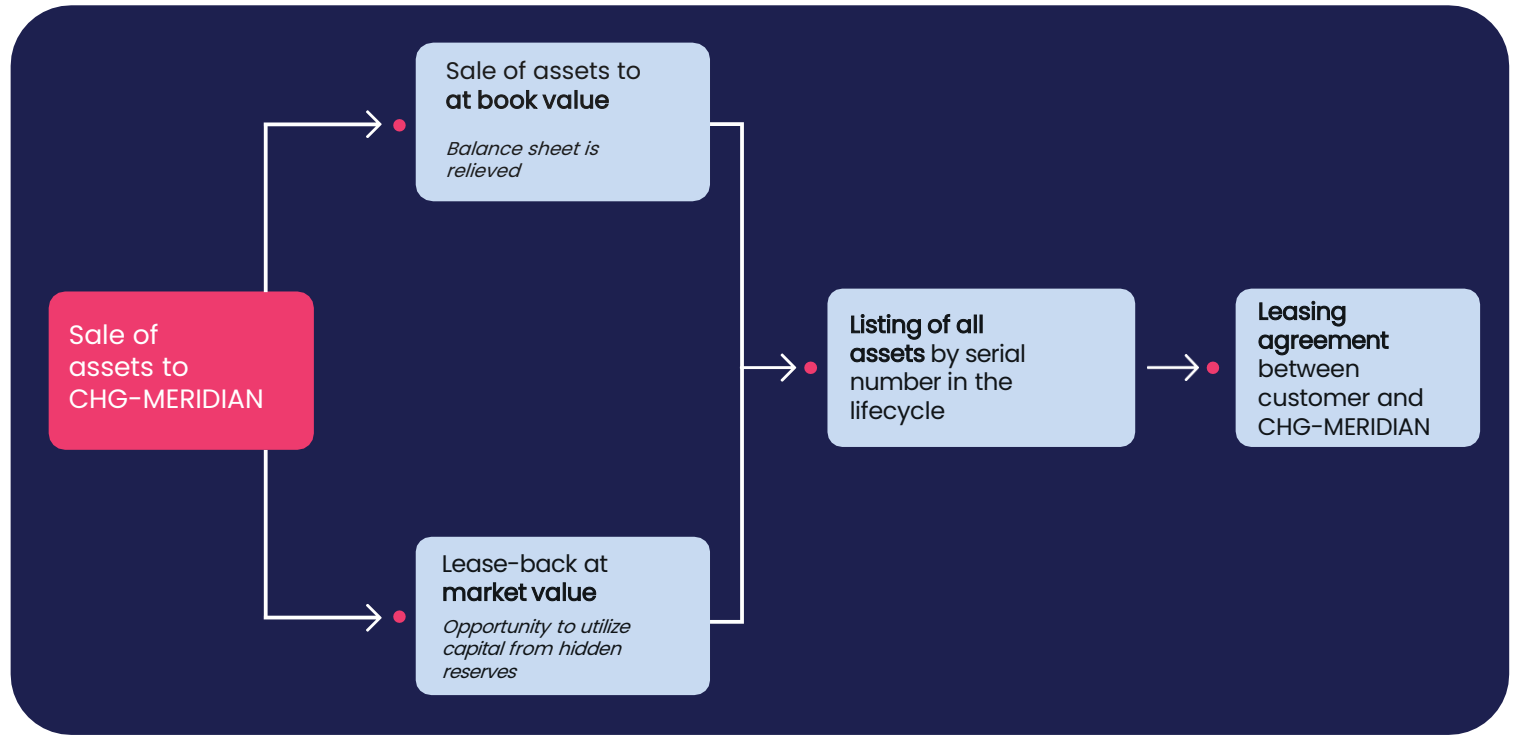 Sale of assets to
at book value
Balance sheet is
relieved
Sale of
assets to
CHG-MERIDIAN
Listing of all
assets by serial
number in the
lifecycle
Leasing
agreement
between
customer and
CHG-MERIDIAN
Lease-back at
market value
Opportunity to utilize
capital from hidden
reserves